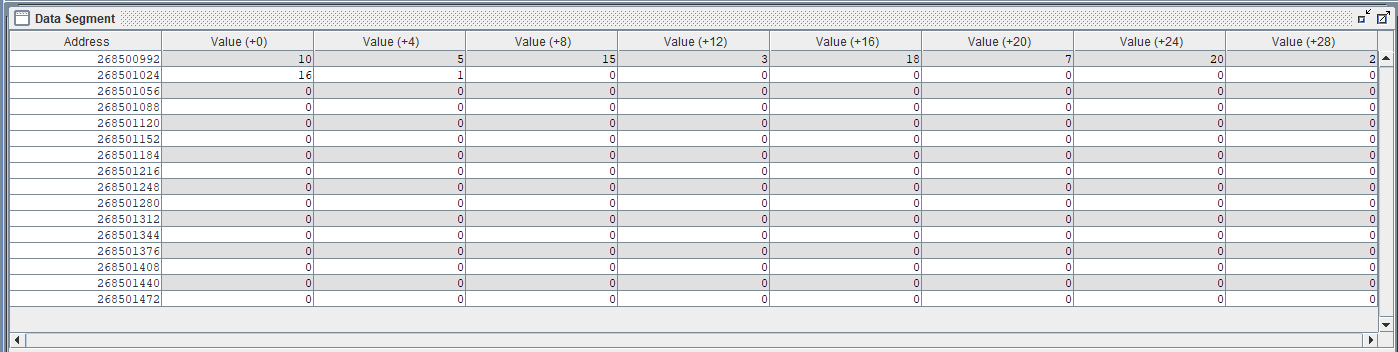 Data Segment
Address Value (+0) Value (+4) Value (+8) Value (+12) Value (+16) Value (+20) Value (+24) Value (+28)
268500992 10 5 15 3 18 7 20 2
268501024 16 1 0 0 0 0 0 0
268501056 0 0 0 0 0 0 0 0
268501088 0 0 0 0 0 0 0 0
268501120 0 0 0 0 0 0 0 0
268501152 0 0 0 0 0 0 0 0
268501184 0 0 0 0 0 0 0 0
268501216 0 0 0 0 0 0 0 0
268501248 0 0 0 0 0 0 0 0
268501280 0 0 0 0 0 0 0 0
268501312 0 0 0 0 0 0 0 0
268501344 0 0 0 0 0 0 0 0
268501376 0 0 0 0 0 0 0 0
268501408 0 0 0 0 0 0 0 0
268501440 0 0 0 0 0 0 0 0
268501472 0 0 0 0 0 0 0 0